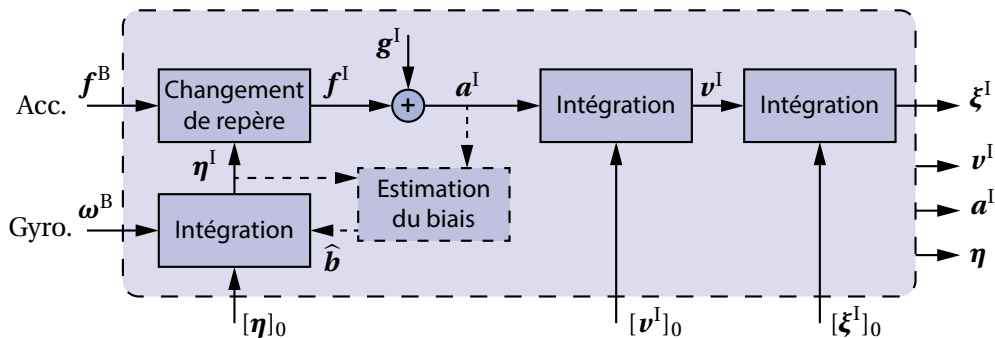 g^I
Acc.
f^B
Changement
de repère
f^I
+
a^I
Intégration
v^I
Intégration
ξ^I
η^I
v^I
Estimation
du biais
Gyro.
ω^B
Intégration
b̂
a^I
η
[η]_0
[v^I]_0
[ξ^I]_0